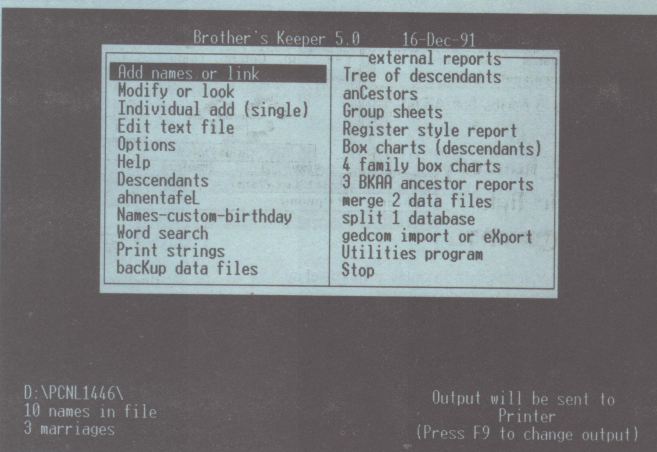 Brother's Keeper 5.0 16-Dec-91
Add names or link
Modify or look
Individual add (single)
Edit text file
Options
Help
Descendants
ahnentafeL
Names-custom-birthday
Word search
Print strings
bacKup data files
external reports
Tree of descendants
anCestors
Group sheets
Register style report
Box charts (descendants)
4 family box charts
3 BKAA ancestor reports
merge 2 data files
split 1 database
gedcom import or eXport
Utilities program
Stop
D:\PCNL1446\
10 names in file
3 marriages
Output will be sent to
Printer
(Press F9 to change output)